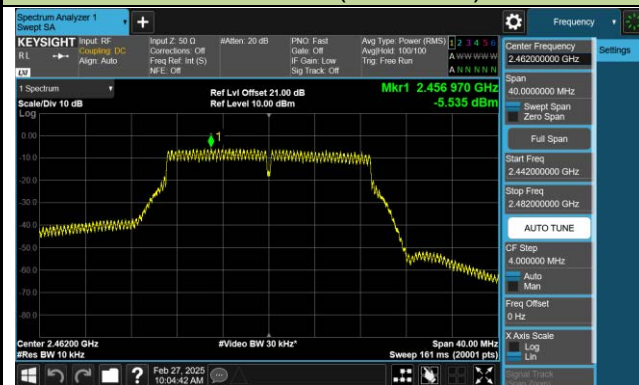 Spectrum Analyzer 1
Swept SA
Frequency
KEYSIGHT
RL
LXI
Input: RF
Coupling: DC
Align: Auto
Input Z: 50 Ω
Corrections: Off
Freq Ref: Int (S)
NFE: Off
#Atten: 20 dB
PNO: Fast
Gate: Off
IF Gain: Low
Sig Track: Off
Avg Type: Power (RMS)
Avg|Hold: 100/100
Trig: Free Run
1 2 3 4 5 6
A W W W W W
A N N N N N
Center Frequency
2.462000000 GHz
Settings
Span
40.0000000 MHz
Swept Span
Zero Span
Full Span
Start Freq
2.442000000 GHz
Stop Freq
2.482000000 GHz
AUTO TUNE
CF Step
4.000000 MHz
Auto
Man
Freq Offset
0 Hz
X Axis Scale
Log
Lin
Signal Track
1 Spectrum
Scale/Div 10 dB
Log
Ref Lvl Offset 21.00 dB
Ref Level 10.00 dBm
Mkr1 2.456 970 GHz
-5.535 dBm
1
0.00
-10.0
-20.0
-30.0
-40.0
-50.0
-60.0
-70.0
-80.0
Center 2.46200 GHz
#Res BW 10 kHz
#Video BW 30 kHz*
Span 40.00 MHz
Sweep 161 ms (20001 pts)
?
Feb 27, 2025
10:04:42 AM